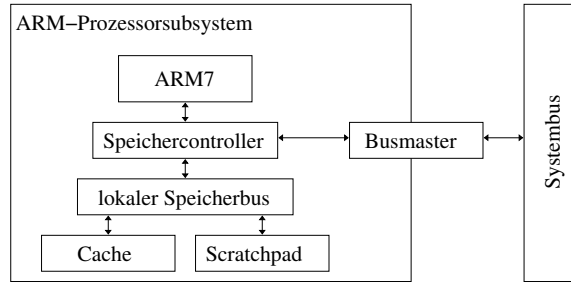 ARM–Prozessorsubsystem
ARM7
Speichercontroller
Busmaster
Systembus
lokaler Speicherbus
Cache
Scratchpad